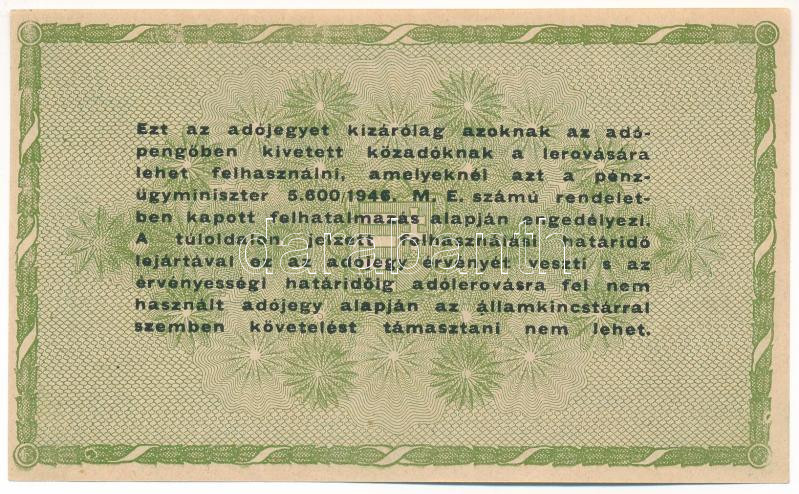 Ezt az adójegyet kizárólag azoknak az adó-
pengőben kivetett közadóknak a lerovására
lehet felhasználni, amelyeknél azt a pénz-
ügyminiszter 5.600/1946. M. E. számú rendelet-
ben kapott felhatalmazás alapján engedélyezi.
A túloldalon jelzett felhasználási határidő
lejártával ez az adójegy érvényét veszti s az
érvényességi határidőig adólerovásra fel nem
használt adójegy alapján az államkincstárral
szemben követelést támasztani nem lehet.
darabanth